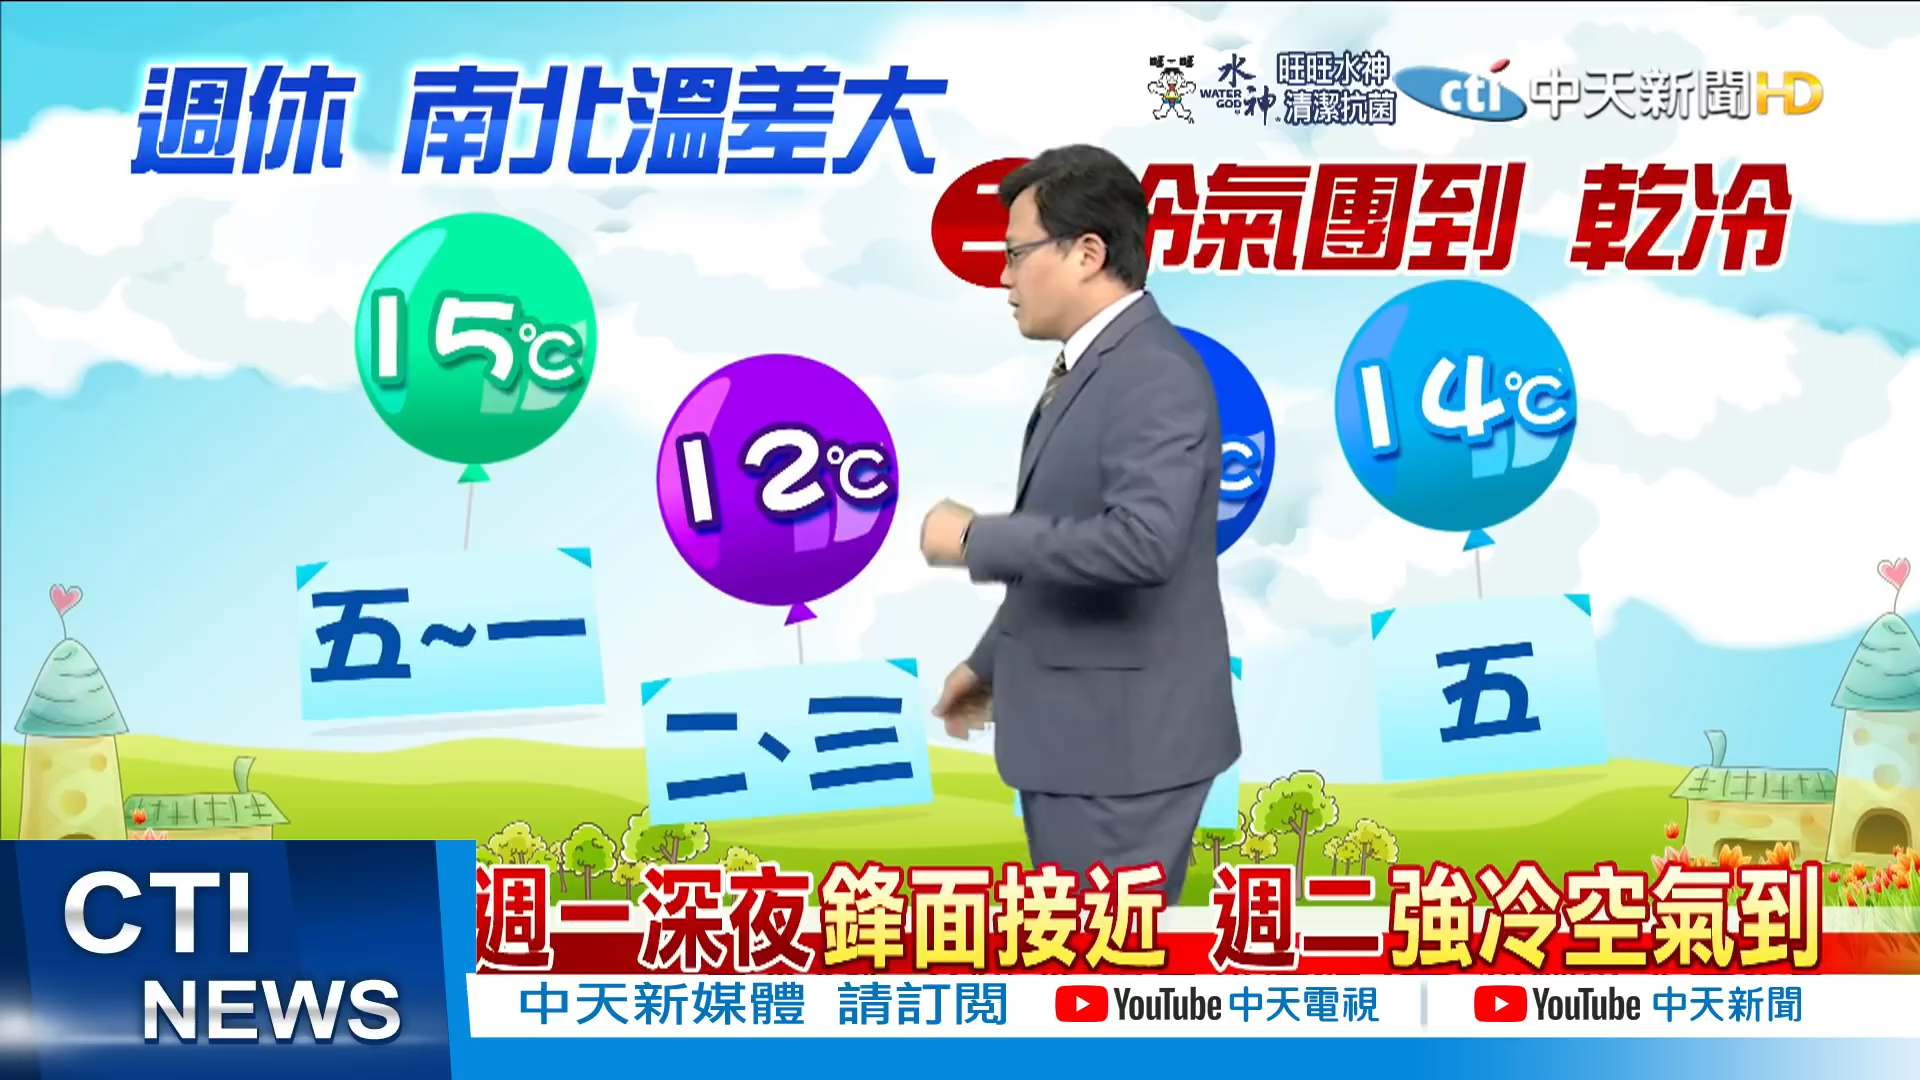 週休 南北溫差大
旺一旺
水神
WATER GOD
旺旺水神
清潔抗菌
cti 中天新聞HD
二 冷氣團到 乾冷
15℃
12℃
℃
14℃
五~一
二、三
五
CTI NEWS
週一深夜鋒面接近 週二強冷空氣到
中天新媒體 請訂閱 YouTube 中天電視 | YouTube 中天新聞